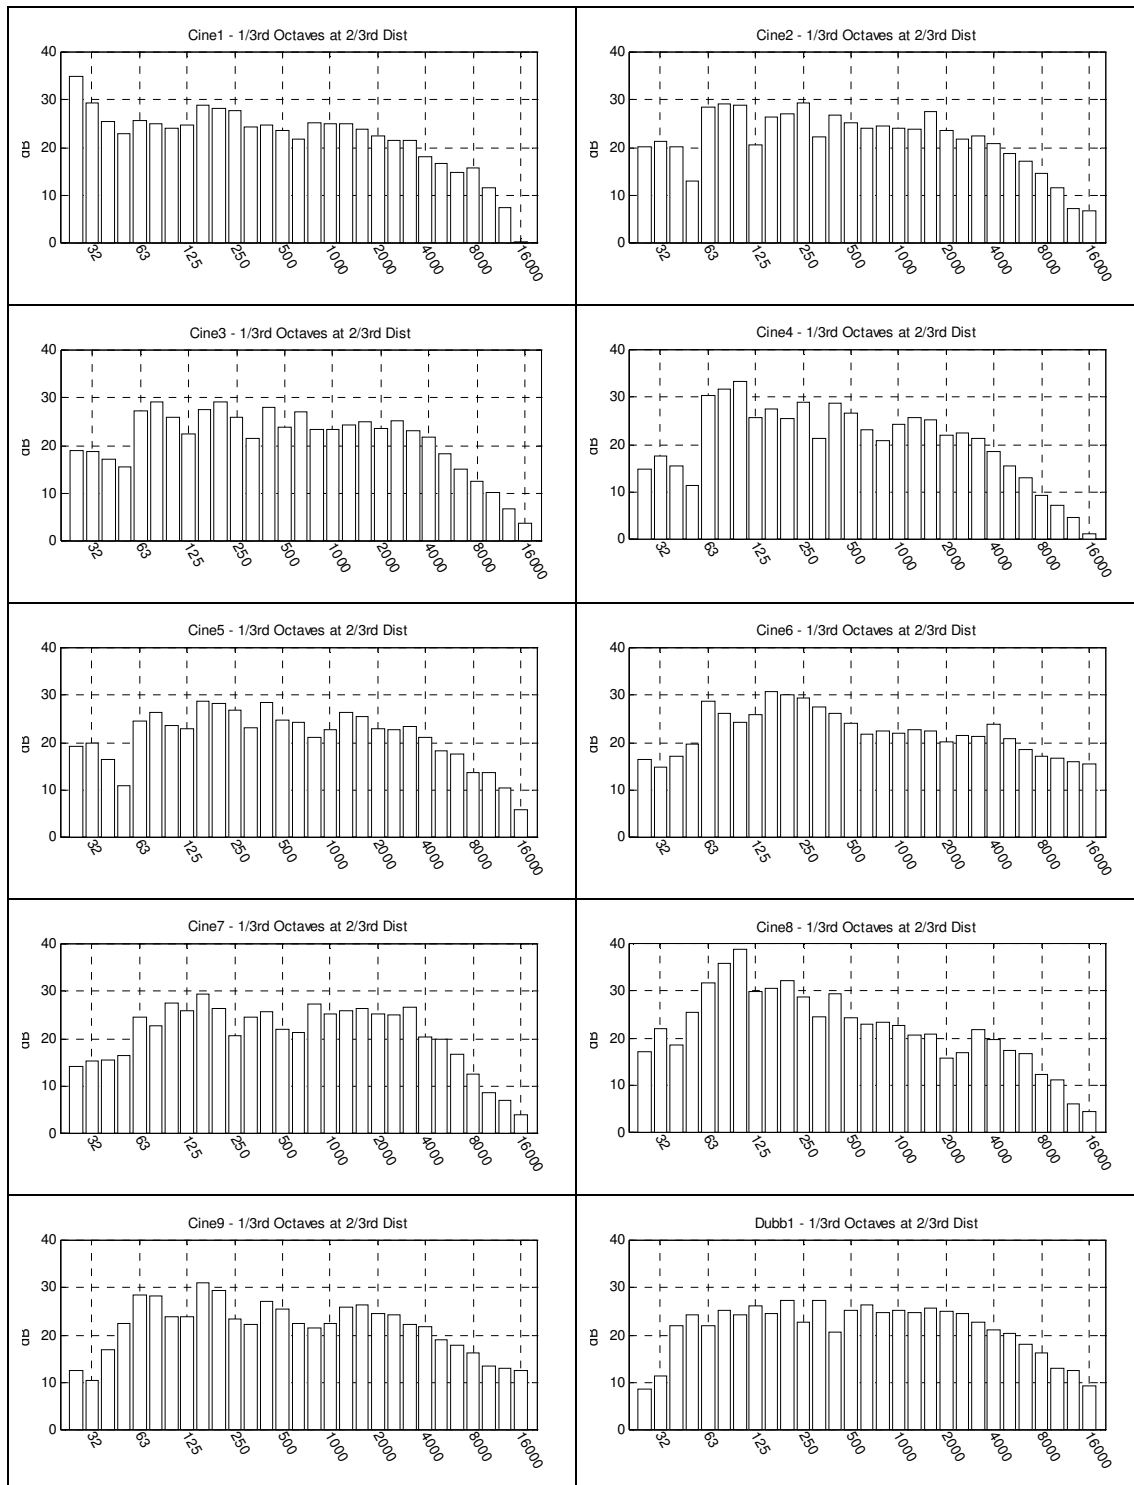 Cine1 - 1/3rd Octaves at 2/3rd Dist
40
30
20
10
0
dB
32 63 125 250 500 1000 2000 4000 8000 16000
Cine2 - 1/3rd Octaves at 2/3rd Dist
40
30
20
10
0
dB
32 63 125 250 500 1000 2000 4000 8000 16000
Cine3 - 1/3rd Octaves at 2/3rd Dist
40
30
20
10
0
dB
32 63 125 250 500 1000 2000 4000 8000 16000
Cine4 - 1/3rd Octaves at 2/3rd Dist
40
30
20
10
0
dB
32 63 125 250 500 1000 2000 4000 8000 16000
Cine5 - 1/3rd Octaves at 2/3rd Dist
40
30
20
10
0
dB
32 63 125 250 500 1000 2000 4000 8000 16000
Cine6 - 1/3rd Octaves at 2/3rd Dist
40
30
20
10
0
dB
32 63 125 250 500 1000 2000 4000 8000 16000
Cine7 - 1/3rd Octaves at 2/3rd Dist
40
30
20
10
0
dB
32 63 125 250 500 1000 2000 4000 8000 16000
Cine8 - 1/3rd Octaves at 2/3rd Dist
40
30
20
10
0
dB
32 63 125 250 500 1000 2000 4000 8000 16000
Cine9 - 1/3rd Octaves at 2/3rd Dist
40
30
20
10
0
dB
32 63 125 250 500 1000 2000 4000 8000 16000
Dubb1 - 1/3rd Octaves at 2/3rd Dist
40
30
20
10
0
dB
32 63 125 250 500 1000 2000 4000 8000 16000